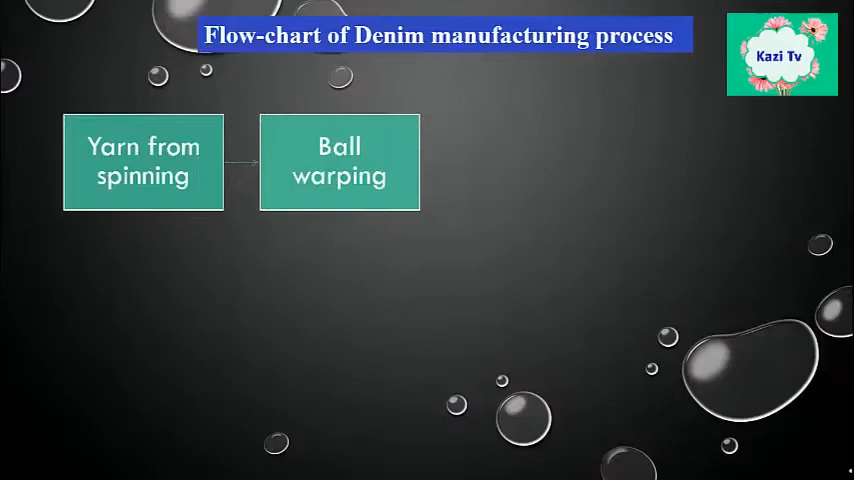 Flow-chart of Denim manufacturing process
Kazi Tv
Yarn from
spinning
Ball
warping